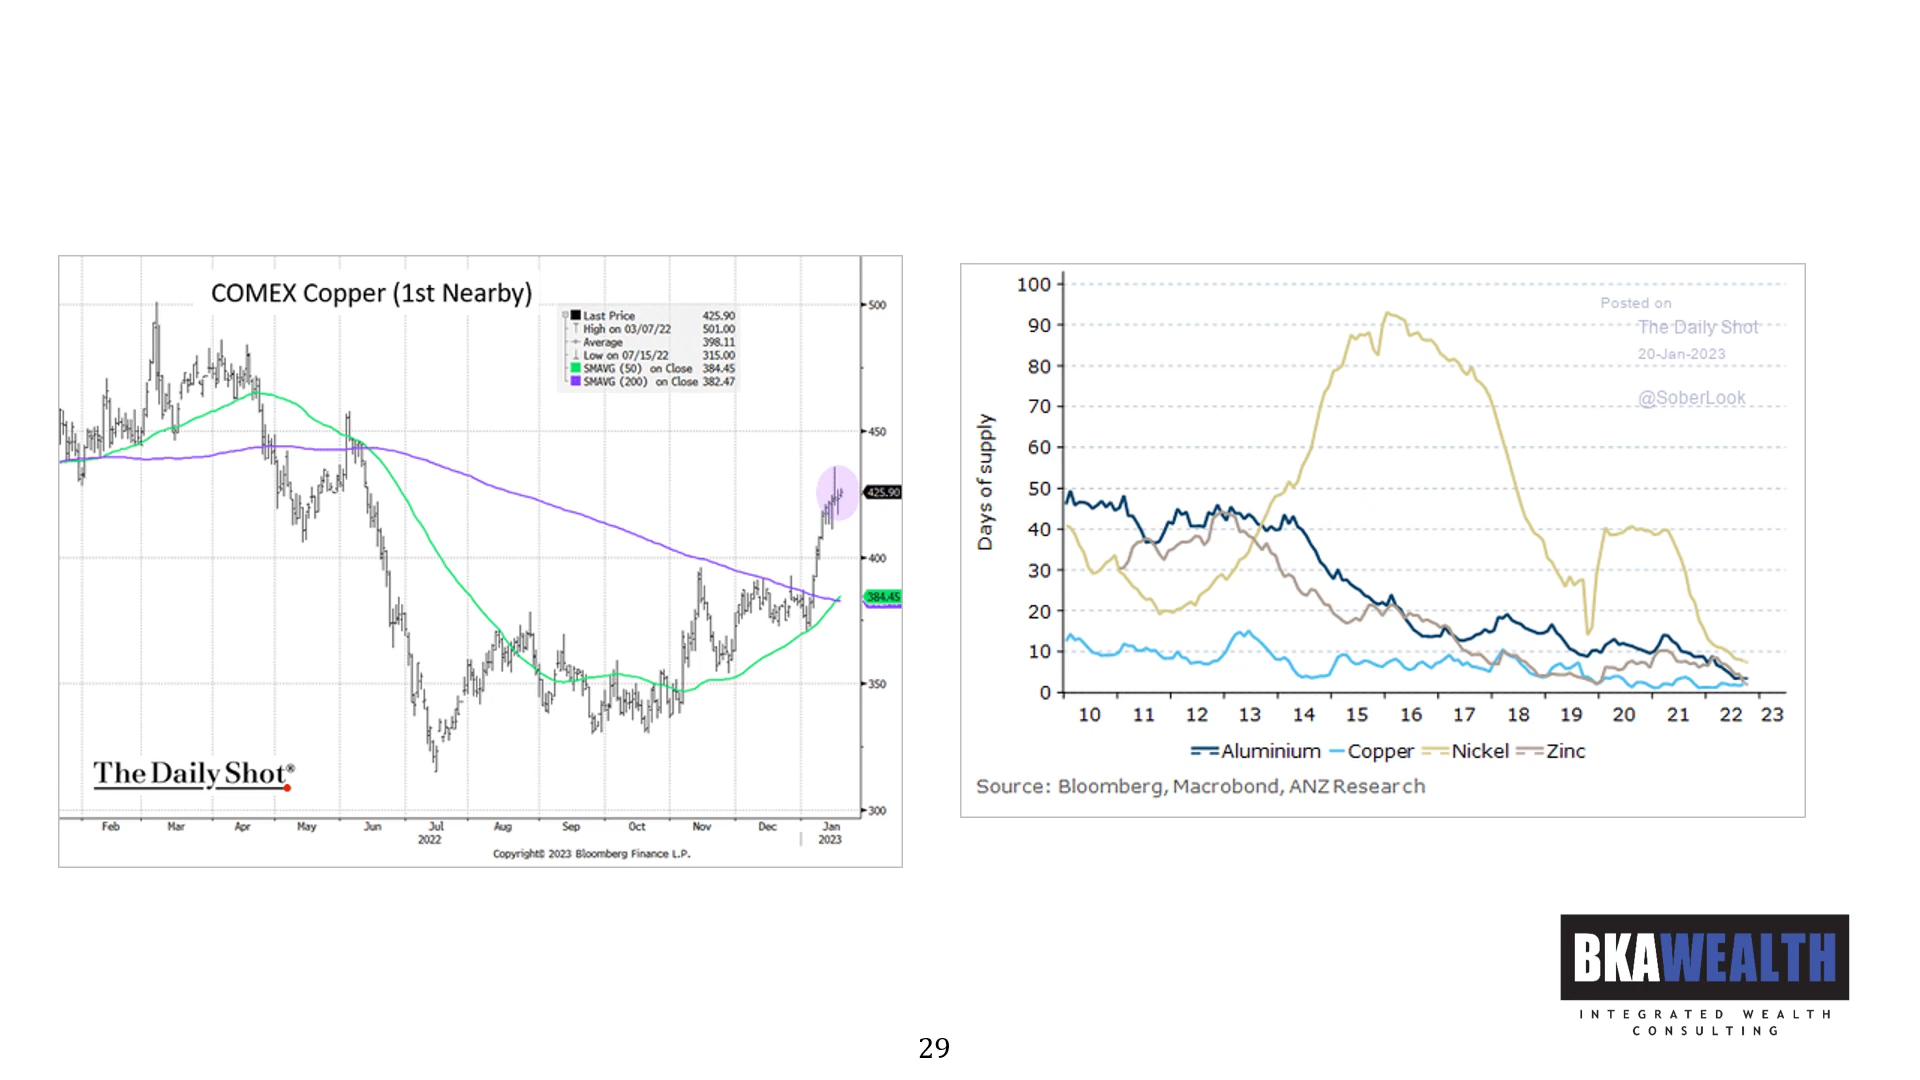 COMEX Copper (1st Nearby)
Last Price 425.90
High on 03/07/22 501.00
Average 398.11
Low on 07/15/22 315.00
SMAVG (50) on Close 384.45
SMAVG (200) on Close 382.47
500
450
425.90
400
384.45
350
300
The Daily Shot®
Feb Mar Apr May Jun Jul Aug Sep Oct Nov Dec Jan
2022 2023
Copyright© 2023 Bloomberg Finance L.P.
100
90
80
70
60
50
40
30
20
10
0
Days of supply
Posted on
The Daily Shot
20-Jan-2023
@SoberLook
10 11 12 13 14 15 16 17 18 19 20 21 22 23
Aluminium Copper Nickel Zinc
Source: Bloomberg, Macrobond, ANZ Research
BKAWEALTH
INTEGRATED WEALTH
CONSULTING
29